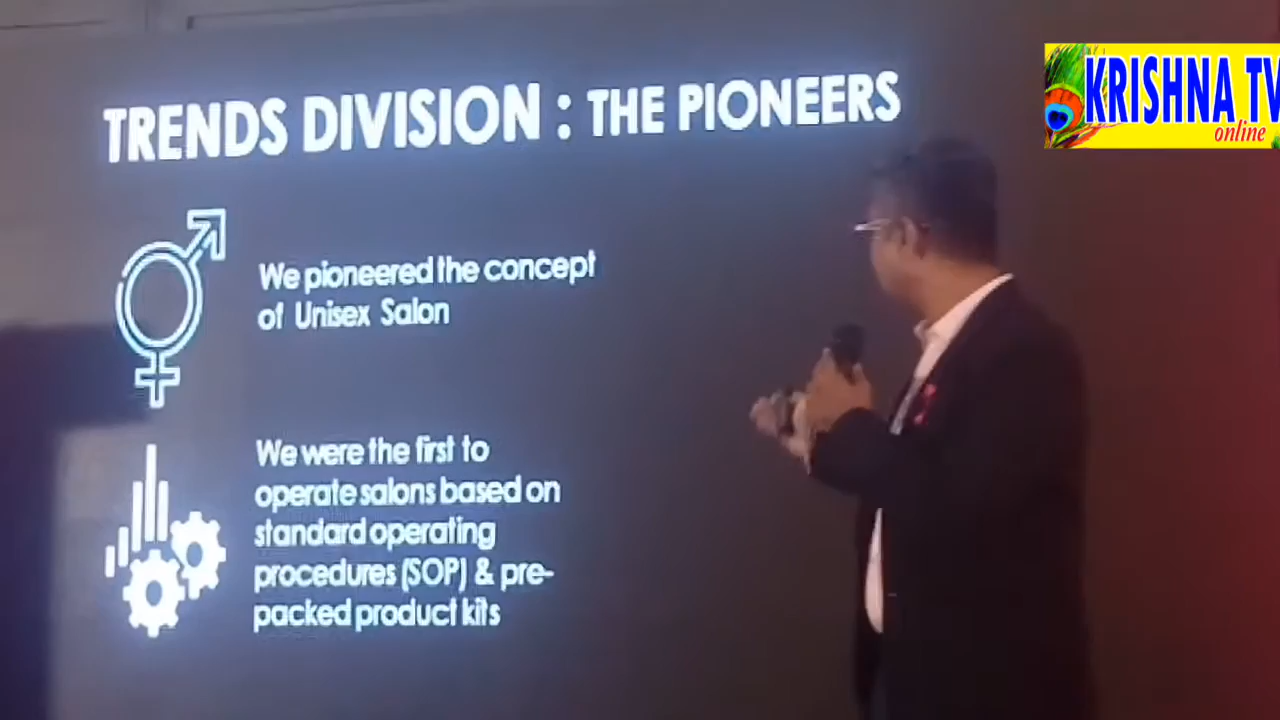 TRENDS DIVISION : THE PIONEERS
KRISHNA TV
online
We pioneered the concept
of Unisex Salon
We were the first to
operate salons based on
standard operating
procedures (SOP) & pre-
packed product kits